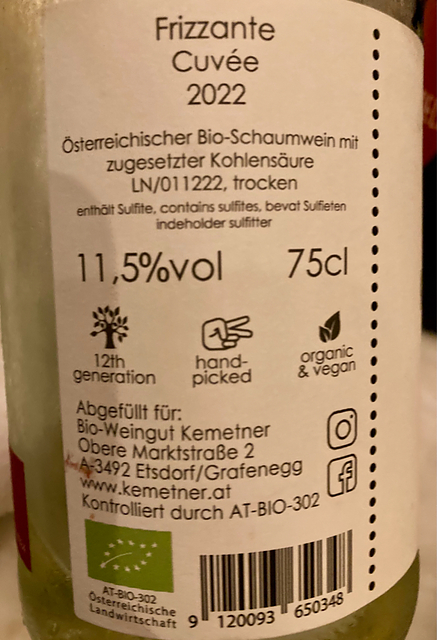 Frizzante
Cuvée
2022
Österreichischer Bio-Schaumwein mit
zugesetzter Kohlensäure
LN/011222, trocken
enthält Sulfite, contains sulfites, bevat Sulfieten
indeholder sulfitter
11,5%vol 75cl
12th
generation
hand-
picked
organic
& vegan
Abgefüllt für:
Bio-Weingut Kemetner
Obere Marktstraße 2
A-3492 Etsdorf/Grafenegg
www.kemetner.at
Kontrolliert durch AT-BIO-302
AT-BIO-302
Österreichische
Landwirtschaft
9 120093 650348